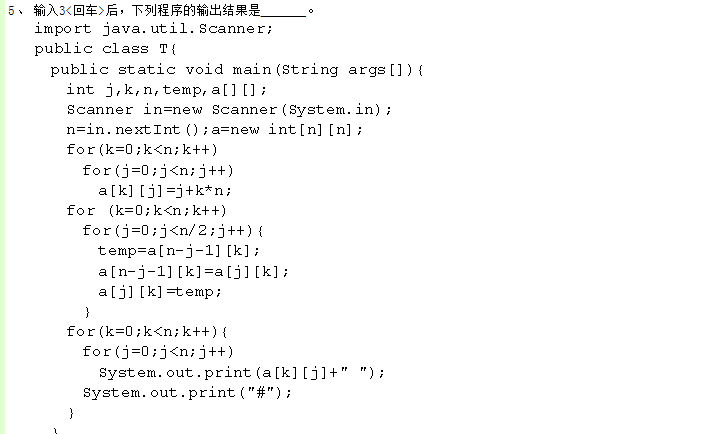 5、 输入3<回车>后，下列程序的输出结果是______。
import java.util.Scanner;
public class T{
public static void main(String args[]){
int j,k,n,temp,a[][];
Scanner in=new Scanner(System.in);
n=in.nextInt();a=new int[n][n];
for(k=0;k<n;k++)
for(j=0;j<n;j++)
a[k][j]=j+k*n;
for (k=0;k<n;k++)
for(j=0;j<n/2;j++){
temp=a[n-j-1][k];
a[n-j-1][k]=a[j][k];
a[j][k]=temp;
}
for(k=0;k<n;k++){
for(j=0;j<n;j++)
System.out.print(a[k][j]+" ");
System.out.print("#");
}
}